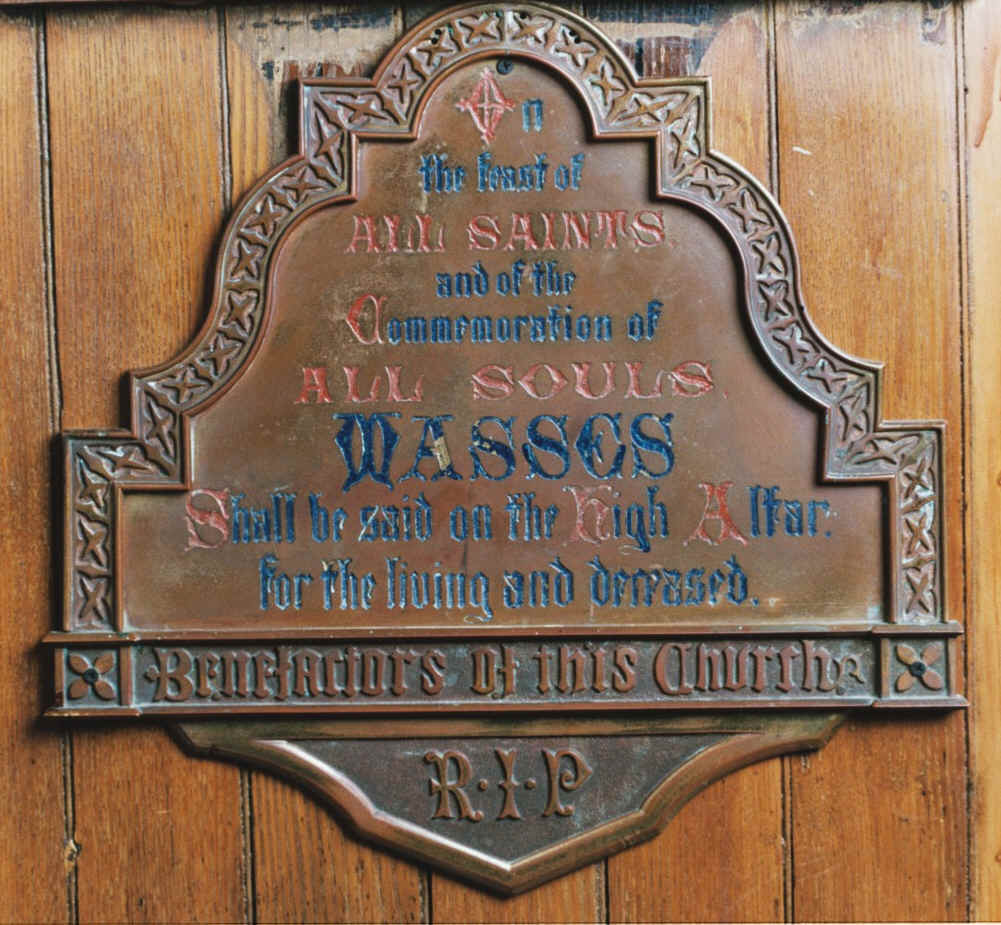 On
the feast of
ALL SAINTS.
and of the
Commemoration of
ALL SOULS.
MASSES
Shall be said on the High Altar:
for the living and deceased.
Benefactors of this Church
R·I·P